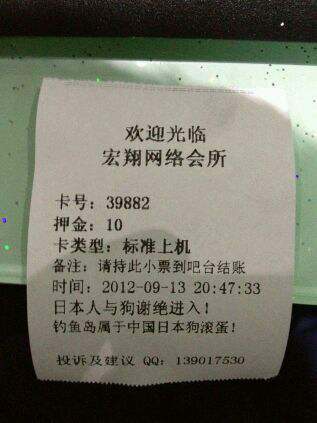 欢迎光临
宏翔网络会所
卡号：39882
押金：10
卡类型：标准上机
备注：请持此小票到吧台结账
时间：2012-09-13 20:47:33
日本人与狗谢绝进入！
钓鱼岛属于中国日本狗滚蛋！
投诉及建议 QQ：139017530